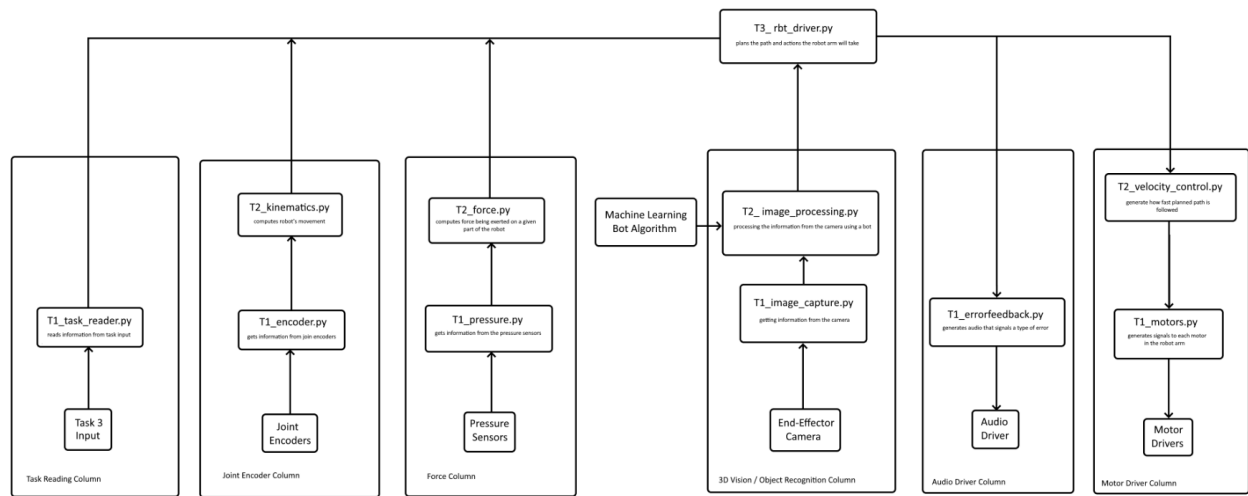 T3_ rbt_driver.py
plans the path and actions the robot arm will take
T2_kinematics.py
computes robot's movement
T2_force.py
computes force being exerted on a given
part of the robot
Machine Learning
Bot Algorithm
T2_ image_processing.py
processing the information from the camera using a bot
T2_velocity_control.py
generate how fast planned path is
followed
T1_task_reader.py
reads information from task input
T1_encoder.py
gets information from join encoders
T1_pressure.py
gets information from the pressure sensors
T1_image_capture.py
getting information from the camera
T1_errorfeedback.py
generates audio that signals a type of error
T1_motors.py
generates signals to each motor
in the robot arm
Task 3
Input
Joint
Encoders
Pressure
Sensors
End-Effector
Camera
Audio
Driver
Motor
Drivers
Task Reading Column
Joint Encoder Column
Force Column
3D Vision / Object Recognition Column
Audio Driver Column
Motor Driver Column